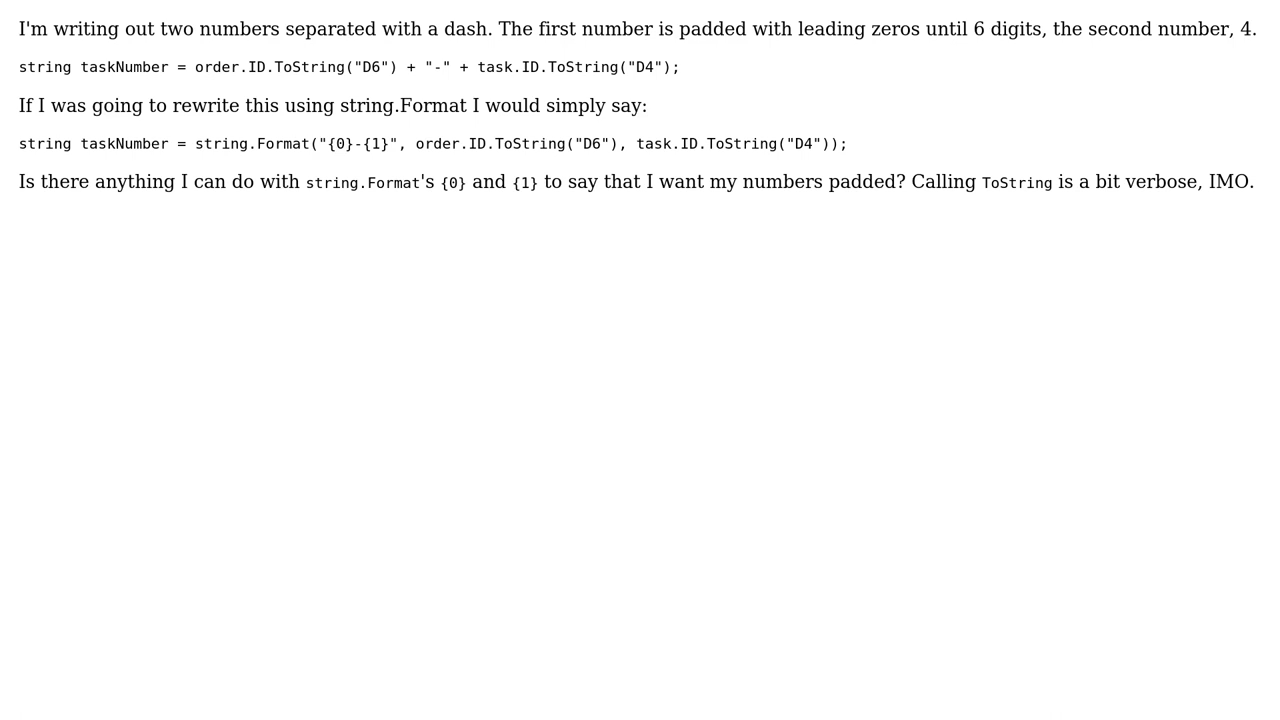 I'm writing out two numbers separated with a dash. The first number is padded with leading zeros until 6 digits, the second number, 4.
string taskNumber = order.ID.ToString("D6") + "-" + task.ID.ToString("D4");
If I was going to rewrite this using string.Format I would simply say:
string taskNumber = string.Format("{0}-{1}", order.ID.ToString("D6"), task.ID.ToString("D4"));
Is there anything I can do with string.Format's {0} and {1} to say that I want my numbers padded? Calling ToString is a bit verbose, IMO.